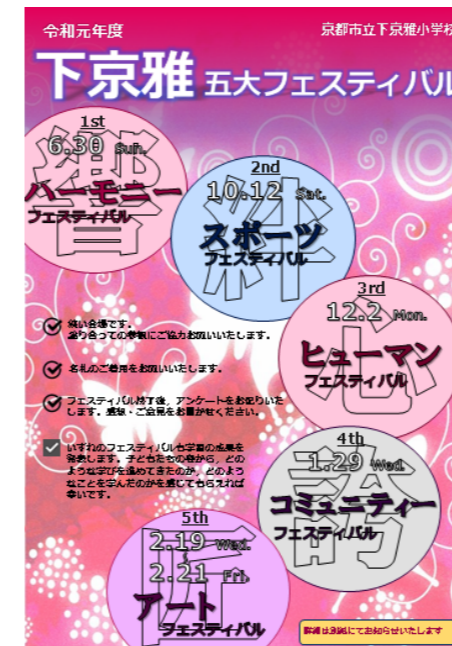 令和元年度
京都市立下京雅小学校
下京雅 五大フェスティバル
1st
6.30 Sun.
響
ハーモニー
フェスティバル
2nd
10.12 Sat.
絆
スポーツ
フェスティバル
3rd
12.2 Mon.
心
ヒューマン
フェスティバル
狭い会場です。
譲り合っての参観にご協力お願いいたします。
名札のご着用をお願いいたします。
フェスティバル終了後、アンケートをお配りいた
します。感想・ご意見をお書かせください。
いずれのフェスティバルも学習の成果を
発表します。子どもたちの姿から、どの
ような学びを進めてきたのか、どのよう
なことを学んだのかを感じてもらえれば
幸いです。
4th
1.29 Wed.
誇
コミュニティー
フェスティバル
5th
2.19 Wed.
~
2.21 Fri.
匠
アート
フェスティバル
詳細は別紙にてお知らせいたします